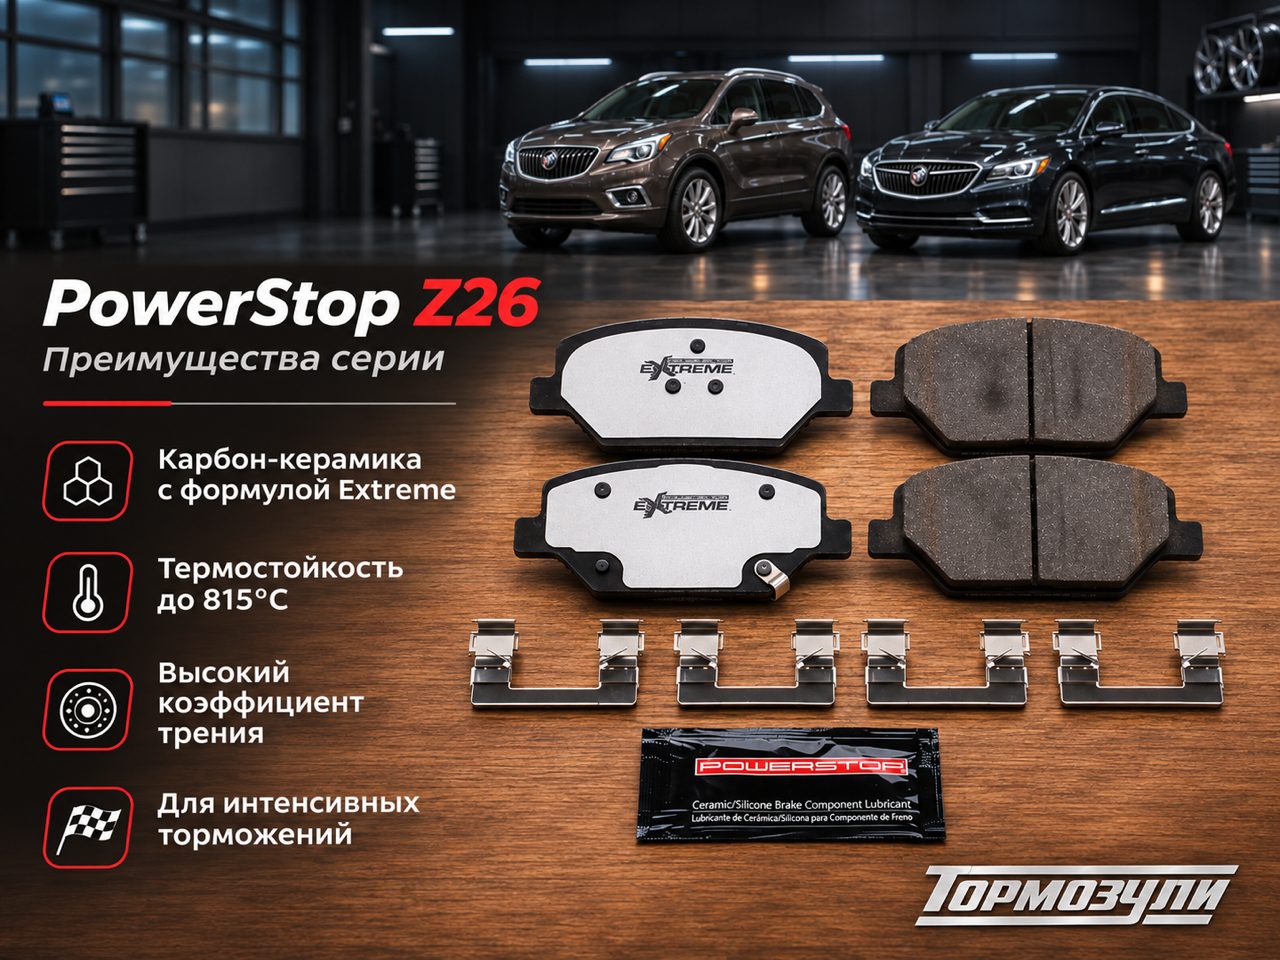 PowerStop Z26
Преимущества серии
Карбон-керамика
с формулой Extreme
Термостойкость
до 815°C
Высокий
коэффициент
трения
Для интенсивных
торможений
EXTREME
EXTREME
POWERSTOP
Ceramic/Silicone Brake Component Lubricant
Lubricante de Cerámica/Silicona para Componente de Freno
ТОРМОЗУЛИ